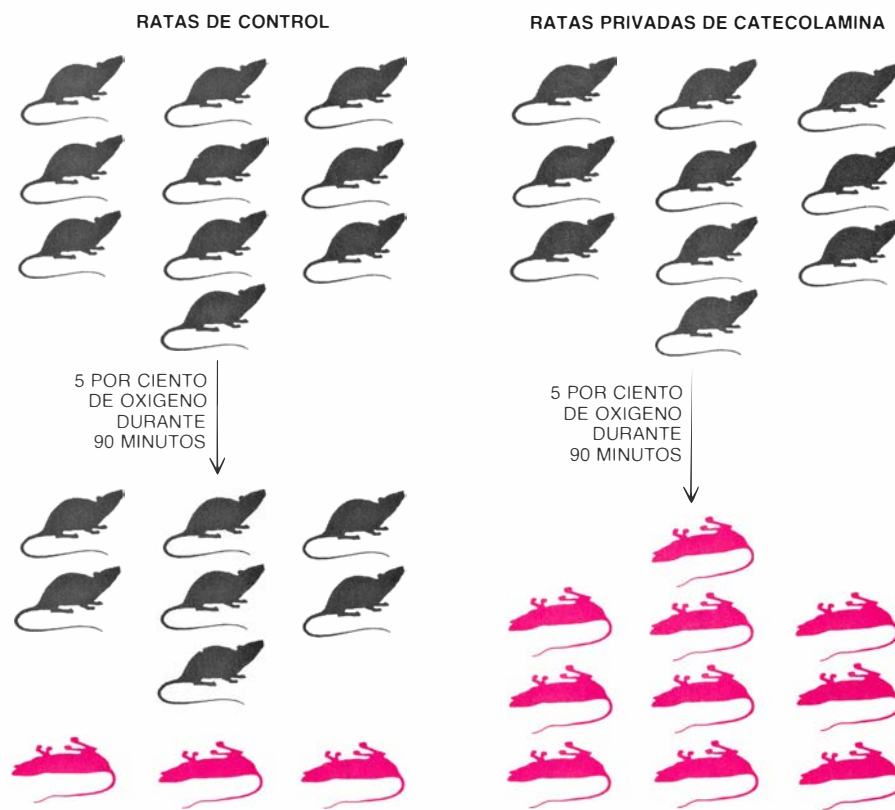 RATAS DE CONTROL
RATAS PRIVADAS DE CATECOLAMINA
5 POR CIENTO
DE OXIGENO
DURANTE
90 MINUTOS
5 POR CIENTO
DE OXIGENO
DURANTE
90 MINUTOS